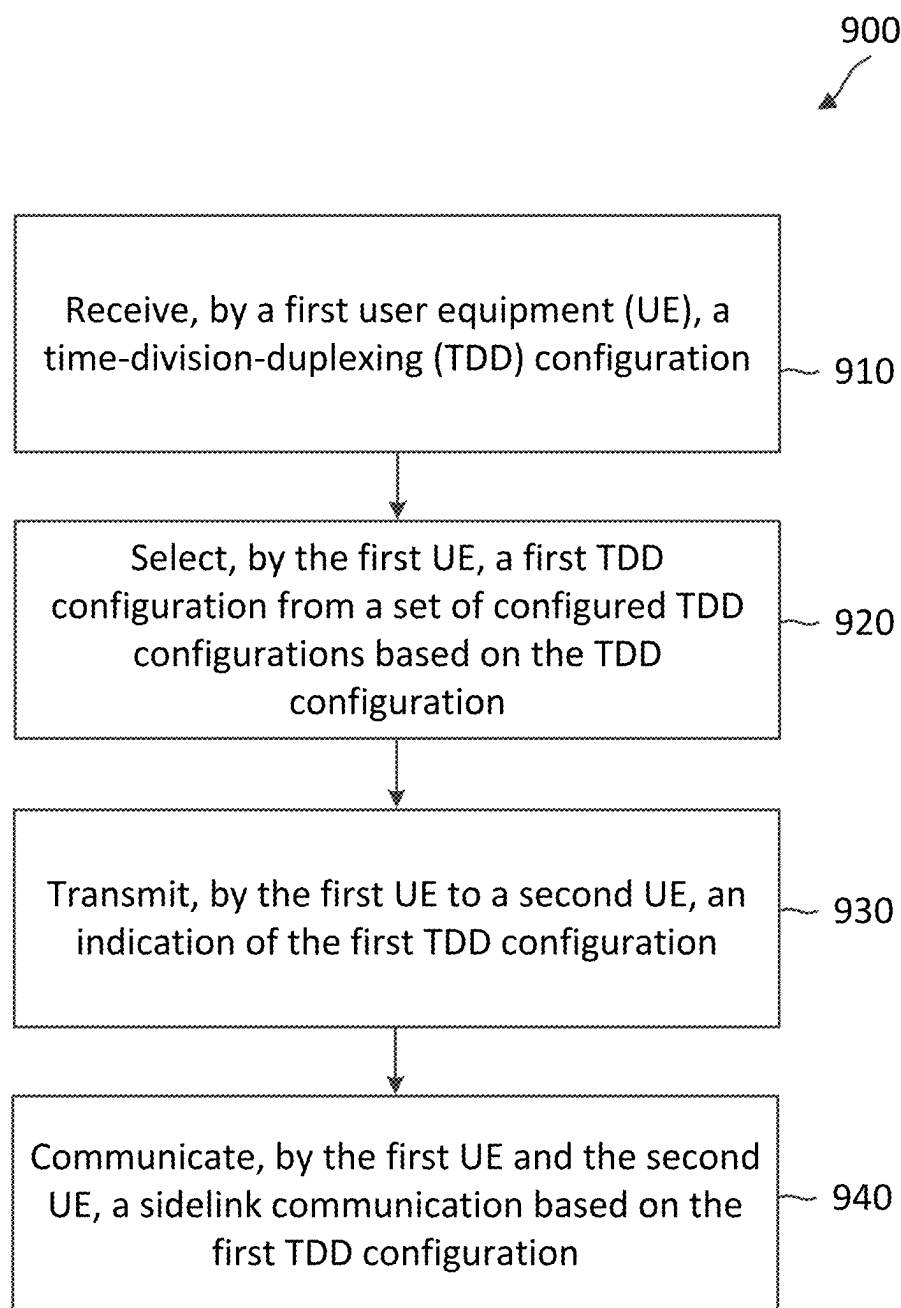 900
Receive, by a first user equipment (UE), a
time-division-duplexing (TDD) configuration
910
Select, by the first UE, a first TDD
configuration from a set of configured TDD
configurations based on the TDD
configuration
920
Transmit, by the first UE to a second UE, an
indication of the first TDD configuration
930
Communicate, by the first UE and the second
UE, a sidelink communication based on the
first TDD configuration
940